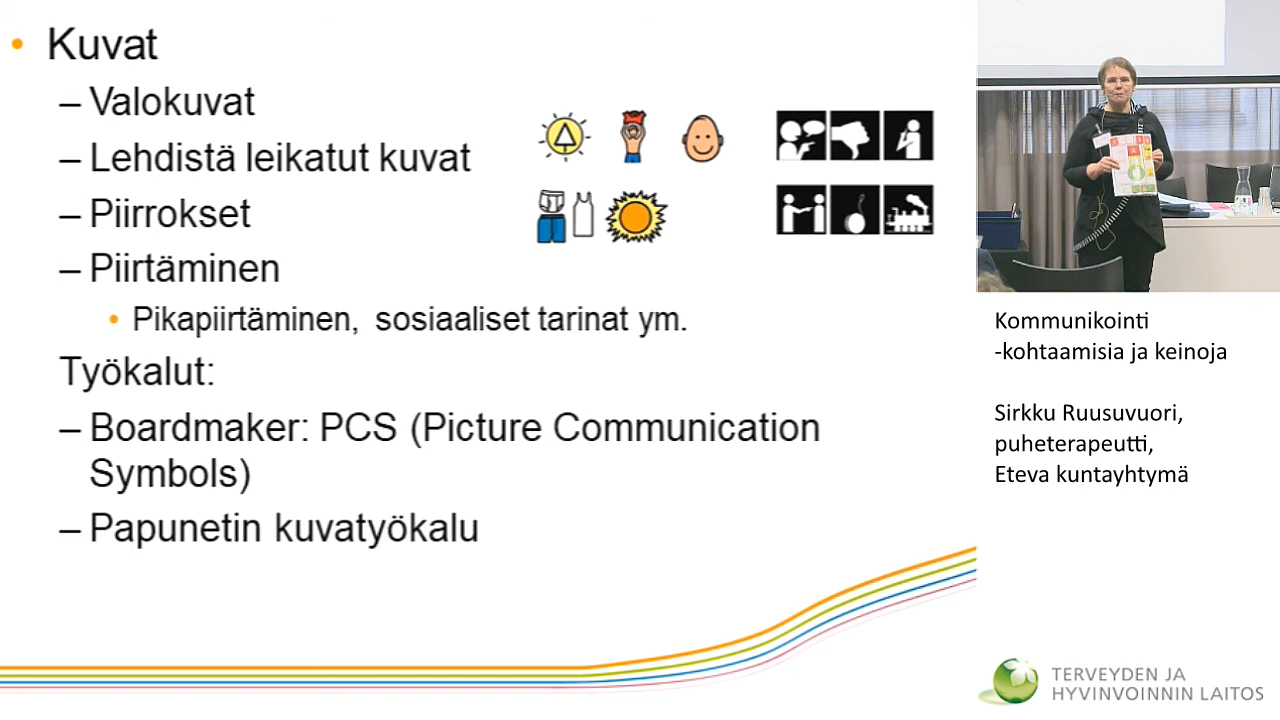 • Kuvat
– Valokuvat
– Lehdistä leikatut kuvat
– Piirrokset
– Piirtäminen
• Pikapiirtäminen, sosiaaliset tarinat ym.
Työkalut:
– Boardmaker: PCS (Picture Communication
Symbols)
– Papunetin kuvatyökalu
Kommunikointi
-kohtaamisia ja keinoja
Sirkku Ruusuvuori,
puheterapeutti,
Eteva kuntayhtymä
TERVEYDEN JA
HYVINVOINNIN LAITOS